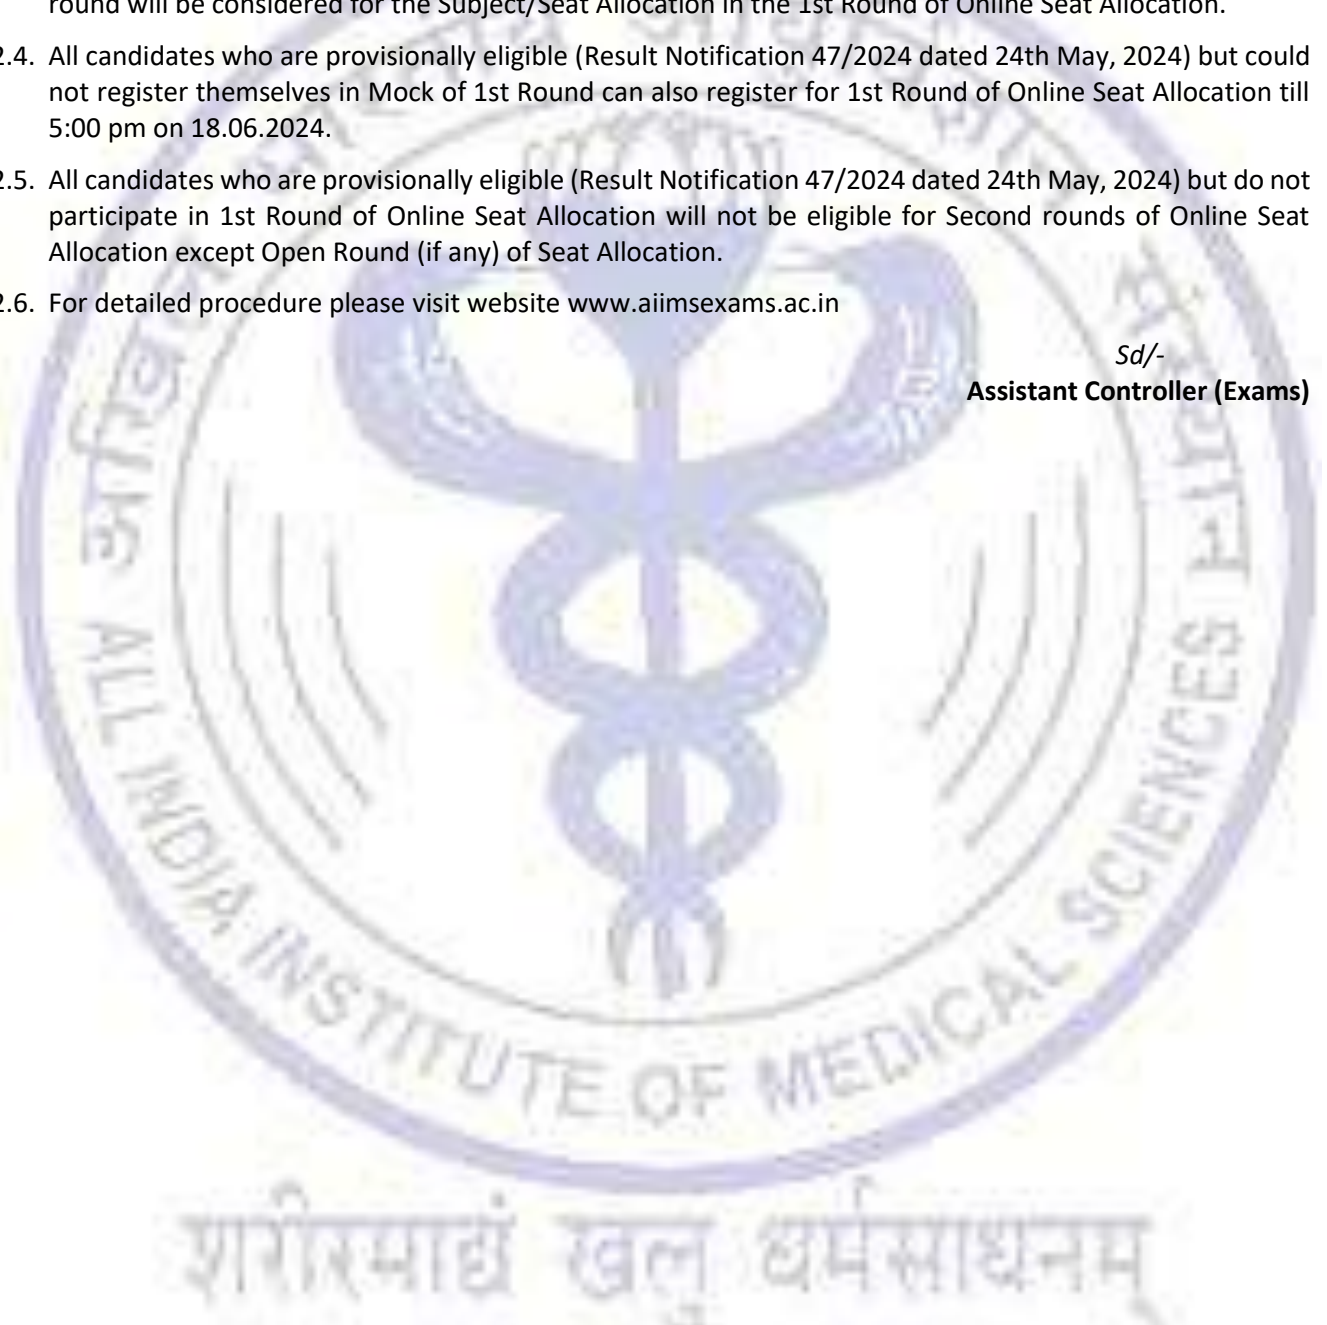 round will be considered for the Subject/Seat Allocation in the 1st Round of Online Seat Allocation.
2.4. All candidates who are provisionally eligible (Result Notification 47/2024 dated 24th May, 2024) but could
not register themselves in Mock of 1st Round can also register for 1st Round of Online Seat Allocation till
5:00 pm on 18.06.2024.
2.5. All candidates who are provisionally eligible (Result Notification 47/2024 dated 24th May, 2024) but do not
participate in 1st Round of Online Seat Allocation will not be eligible for Second rounds of Online Seat
Allocation except Open Round (if any) of Seat Allocation.
2.6. For detailed procedure please visit website www.aiimsexams.ac.in
Sd/-
Assistant Controller (Exams)
ALL INDIA INSTITUTE OF MEDICAL SCIENCES
शरीरमाद्यं खलु धर्मसाधनम्